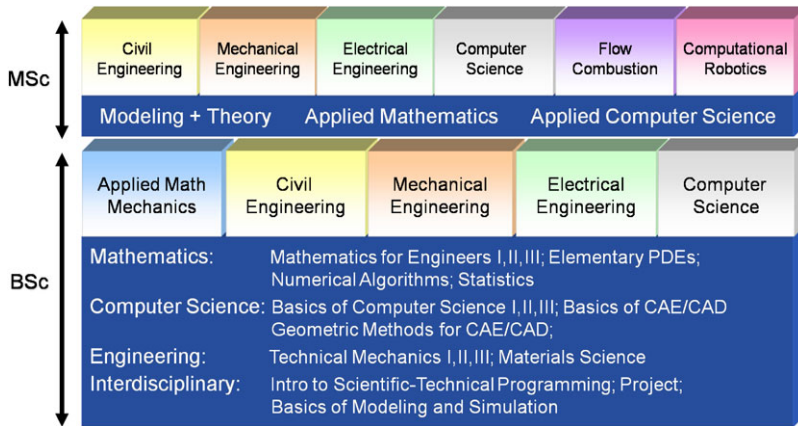 MSc
Civil Engineering
Mechanical Engineering
Electrical Engineering
Computer Science
Flow Combustion
Computational Robotics
Modeling + Theory Applied Mathematics Applied Computer Science
BSc
Applied Math Mechanics
Civil Engineering
Mechanical Engineering
Electrical Engineering
Computer Science
Mathematics: Mathematics for Engineers I,II,III; Elementary PDEs;
Numerical Algorithms; Statistics
Computer Science: Basics of Computer Science I,II,III; Basics of CAE/CAD
Geometric Methods for CAE/CAD;
Engineering: Technical Mechanics I,II,III; Materials Science
Interdisciplinary: Intro to Scientific-Technical Programming; Project;
Basics of Modeling and Simulation